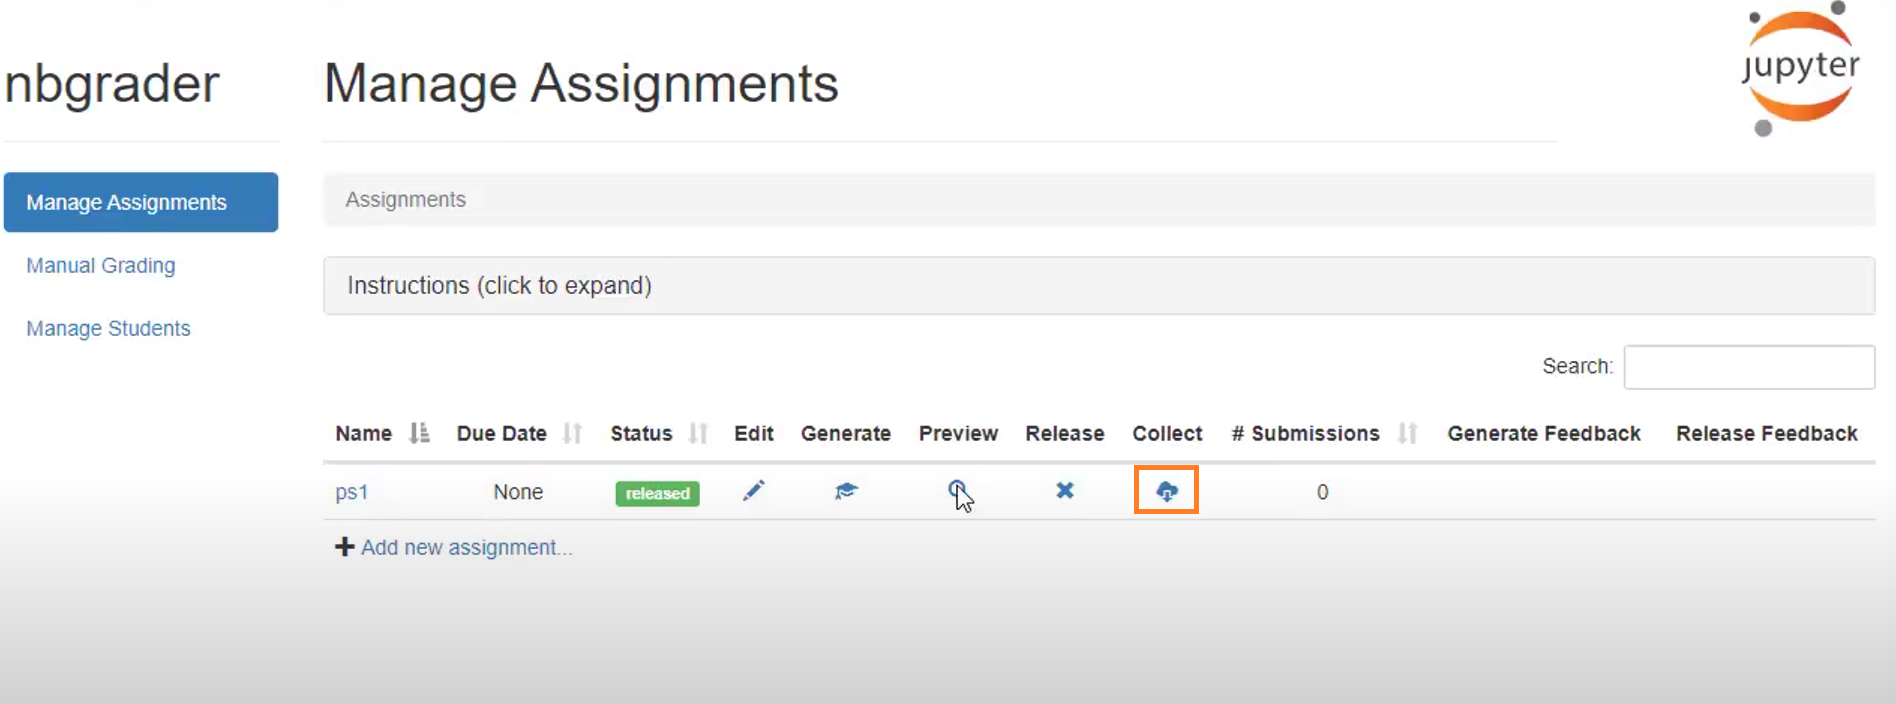 nbgrader
Manage Assignments
jupyter
Manage Assignments
Manual Grading
Manage Students
Assignments
Instructions (click to expand)
Search:
Name Due Date Status Edit Generate Preview Release Collect # Submissions Generate Feedback Release Feedback
ps1 None released 0
Add new assignment...